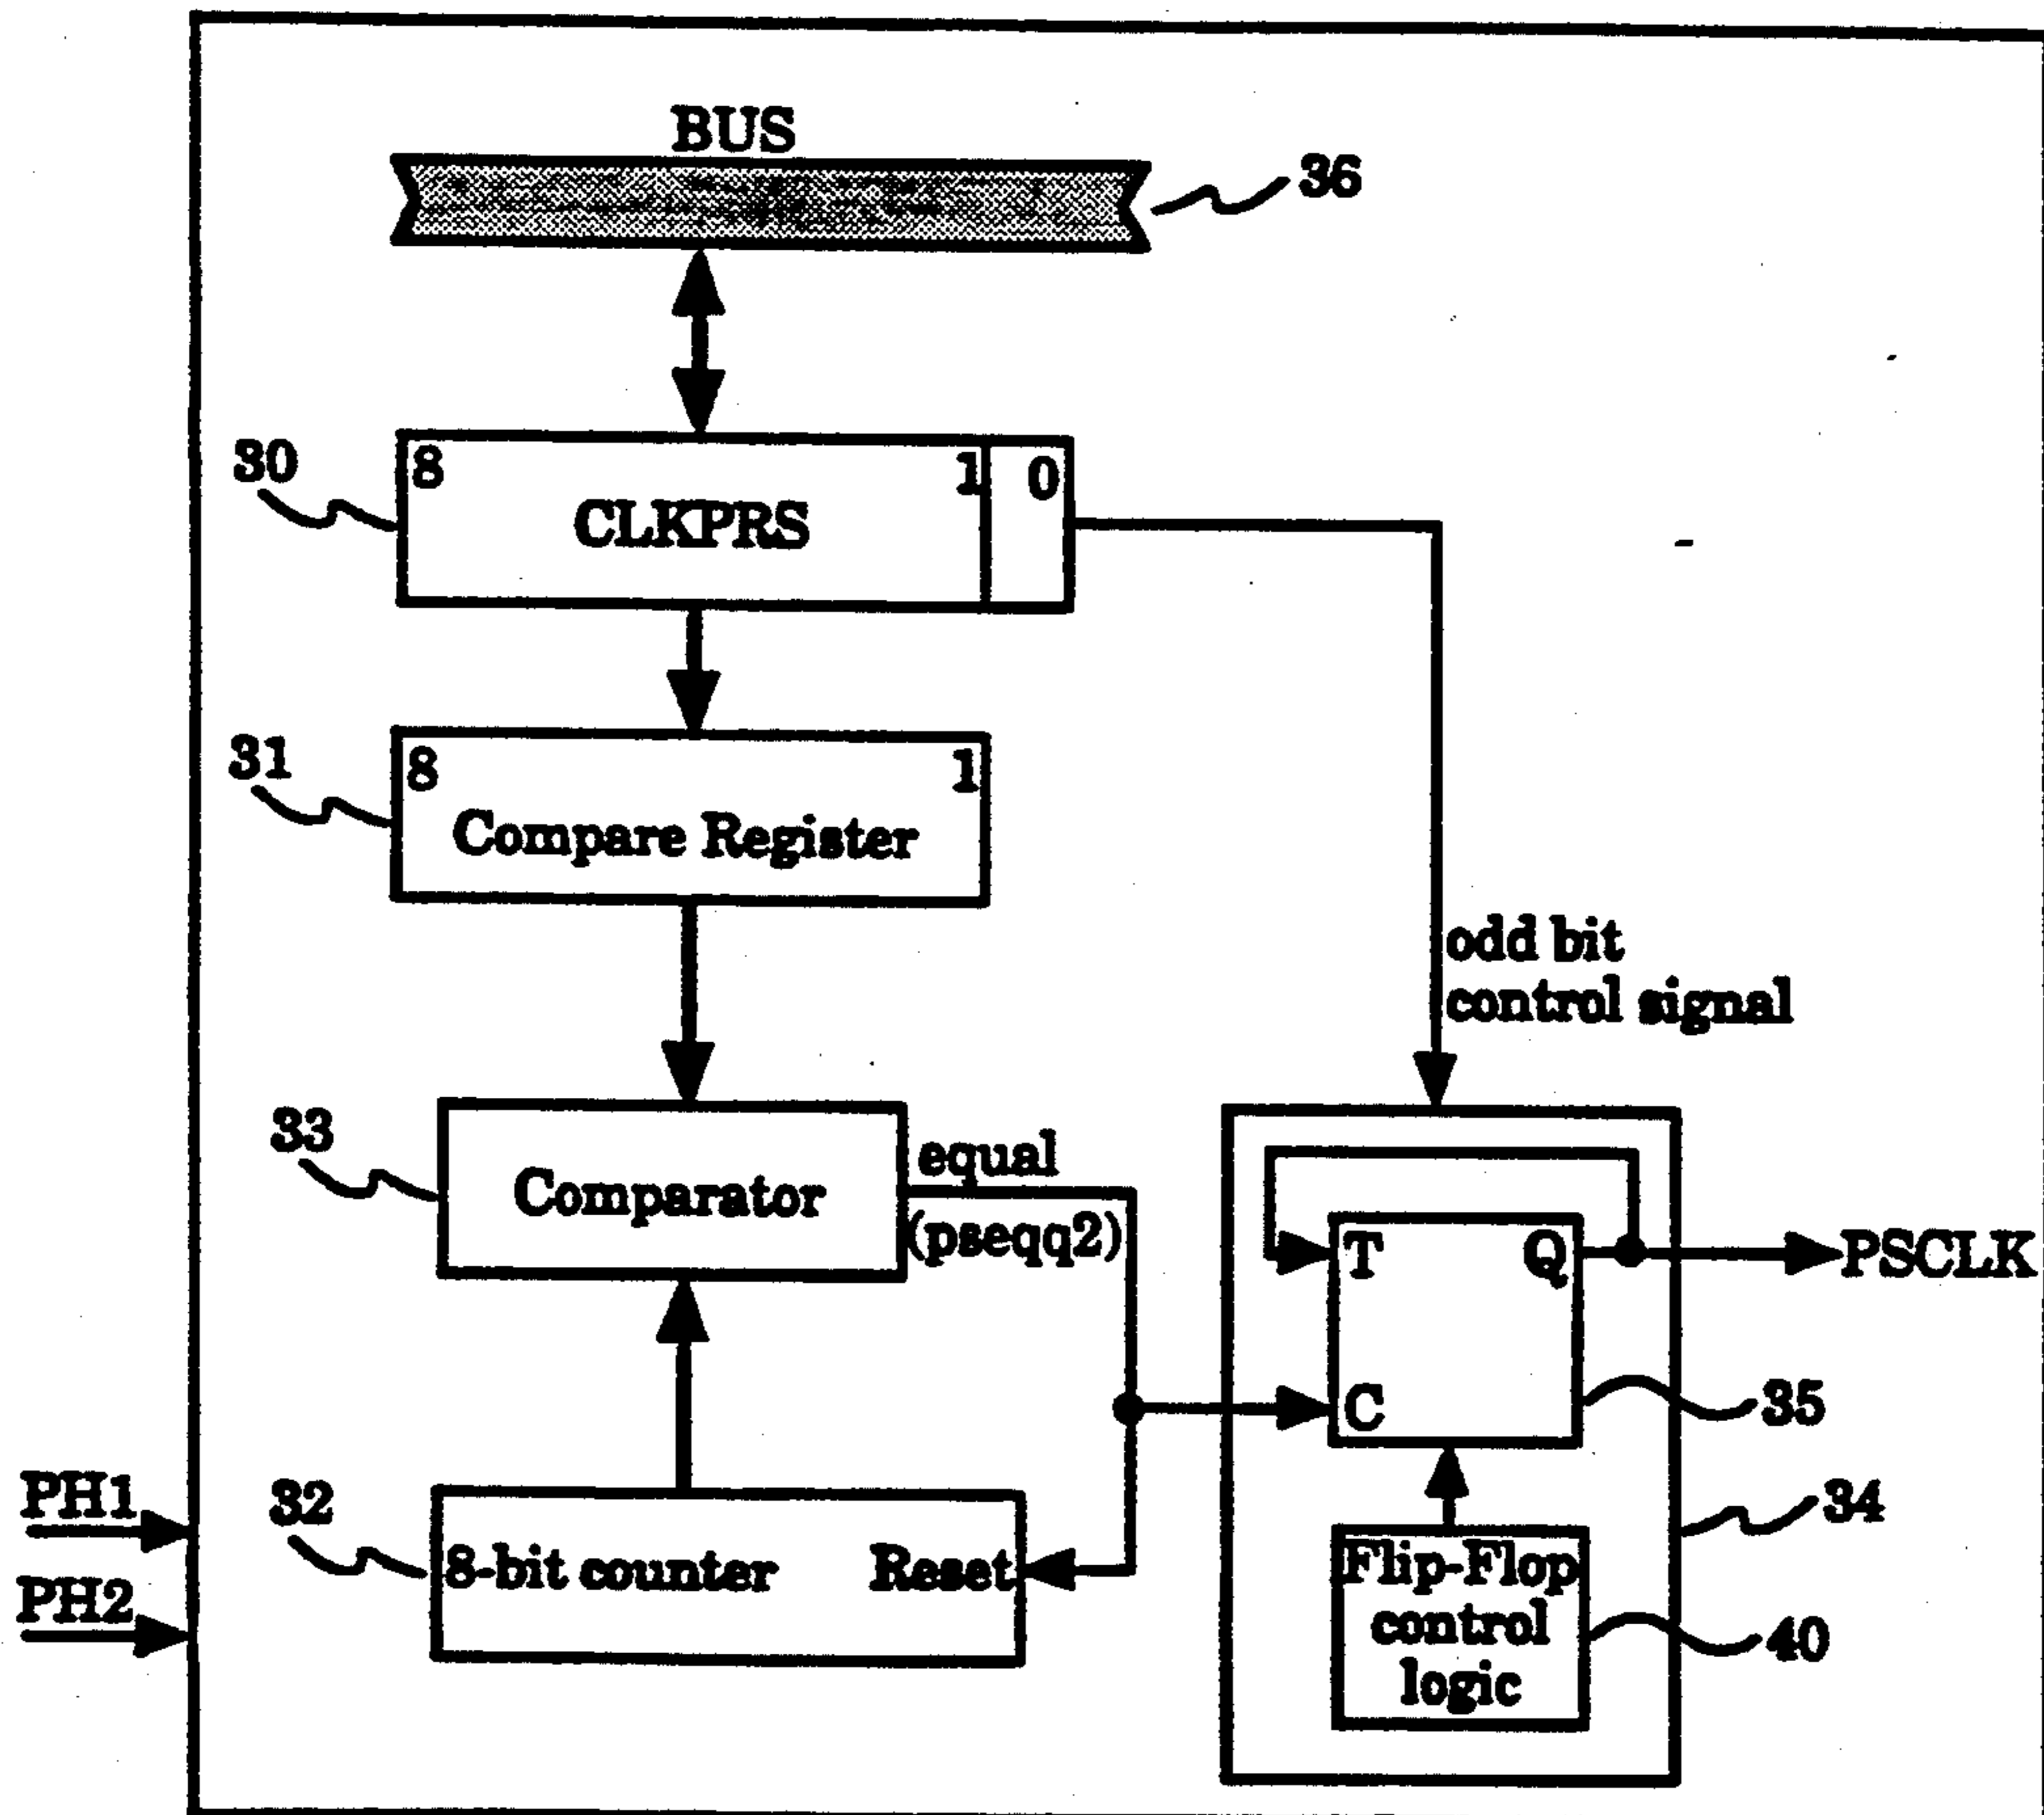 BUS
36
30
8
1
0
CLKPRS
31
8
1
Compare Register
odd bit
control signal
33
Comparator
equal
(pseqq2)
T
Q
PSCLK
C
35
PH1
PH2
32
8-bit counter
Reset
34
Flip-Flop
control
logic
40